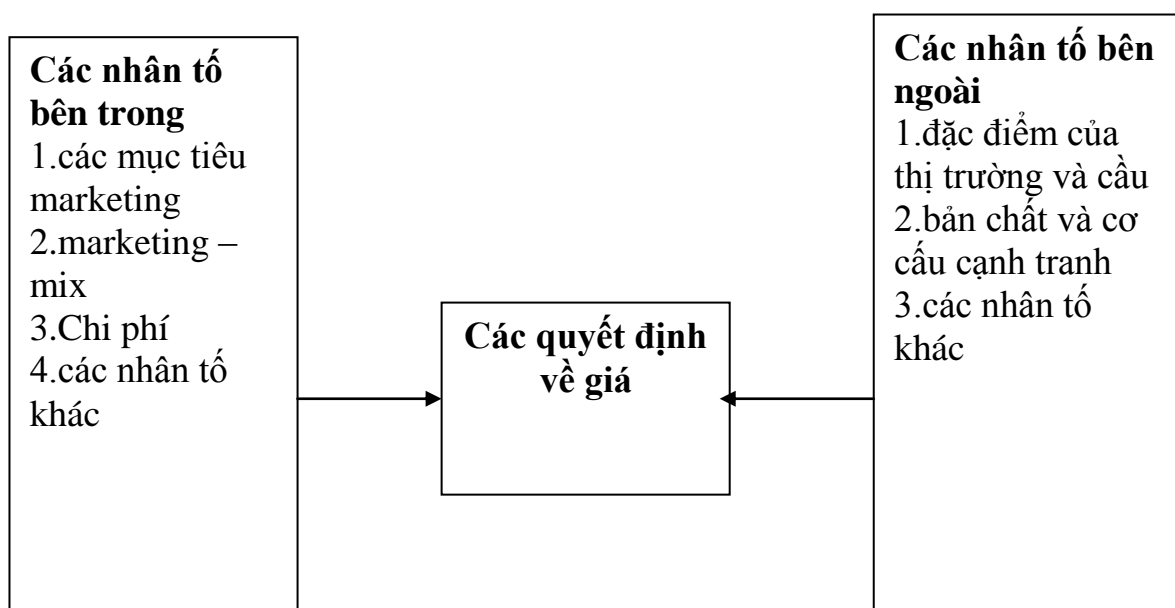 Các nhân tố
bên trong
1.các mục tiêu
marketing
2.marketing –
mix
3.Chi phí
4.các nhân tố
khác
Các quyết định
về giá
Các nhân tố bên
ngoài
1.đặc điểm của
thị trường và cầu
2.bản chất và cơ
cấu cạnh tranh
3.các nhân tố
khác